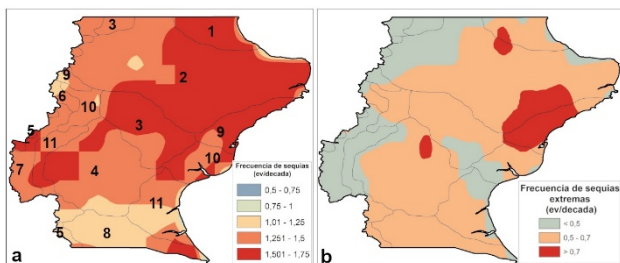 3
1
9
2
6
10
3
9
5
11
10
7
4
11
5
8
a
Frecuencia de sequías
(ev/decada)
0,5 - 0,75
0,75 - 1
1,01 - 1,25
1,251 - 1,5
1,501 - 1,75
b
Frecuencia de sequías
extremas
(ev/decada)
< 0,5
0,5 - 0.7
> 0,7